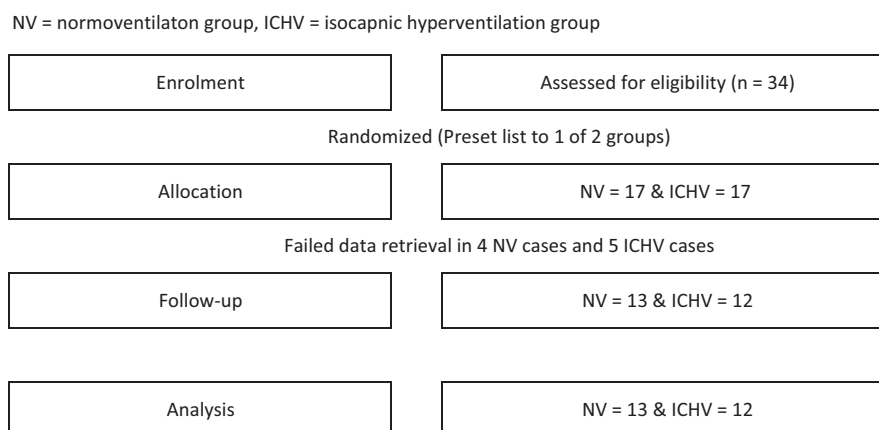 NV = normoventilaton group, ICHV = isocapnic hyperventilation group
Enrolment
Assessed for eligibility (n = 34)
Randomized (Preset list to 1 of 2 groups)
Allocation
NV = 17 & ICHV = 17
Failed data retrieval in 4 NV cases and 5 ICHV cases
Follow-up
NV = 13 & ICHV = 12
Analysis
NV = 13 & ICHV = 12